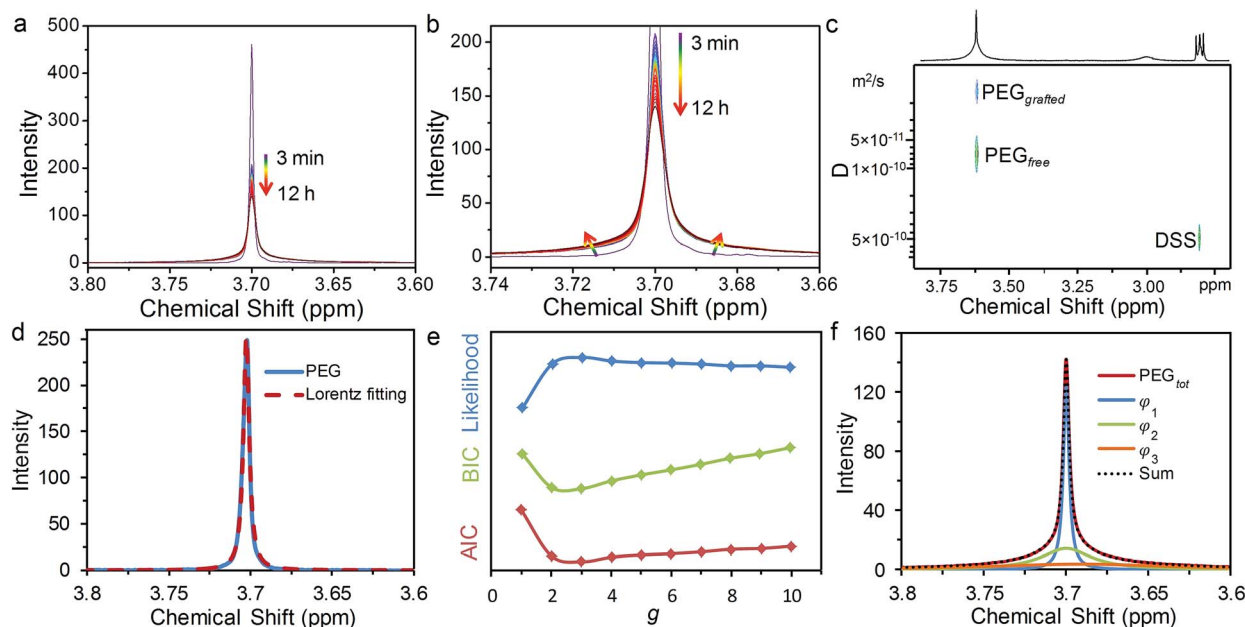 a
500
400
300
200
100
0
3.80
3.75
3.70
3.65
3.60
Intensity
Chemical Shift (ppm)
3 min
12 h
b
200
150
100
50
0
3.74
3.72
3.70
3.68
3.66
Intensity
Chemical Shift (ppm)
3 min
12 h
c
m²/s
5×10⁻¹¹
1×10⁻¹⁰
5×10⁻¹⁰
D
PEGgrafted
PEGfree
DSS
3.75
3.50
3.25
3.00
ppm
Chemical Shift (ppm)
d
250
200
150
100
50
0
3.8
3.7
3.6
Intensity
Chemical Shift (ppm)
PEG
Lorentz fitting
e
Likelihood
BIC
AIC
0
2
4
6
8
10
g
f
160
120
80
40
0
3.8
3.75
3.7
3.65
3.6
Intensity
Chemical Shift (ppm)
PEGtot
φ1
φ2
φ3
Sum